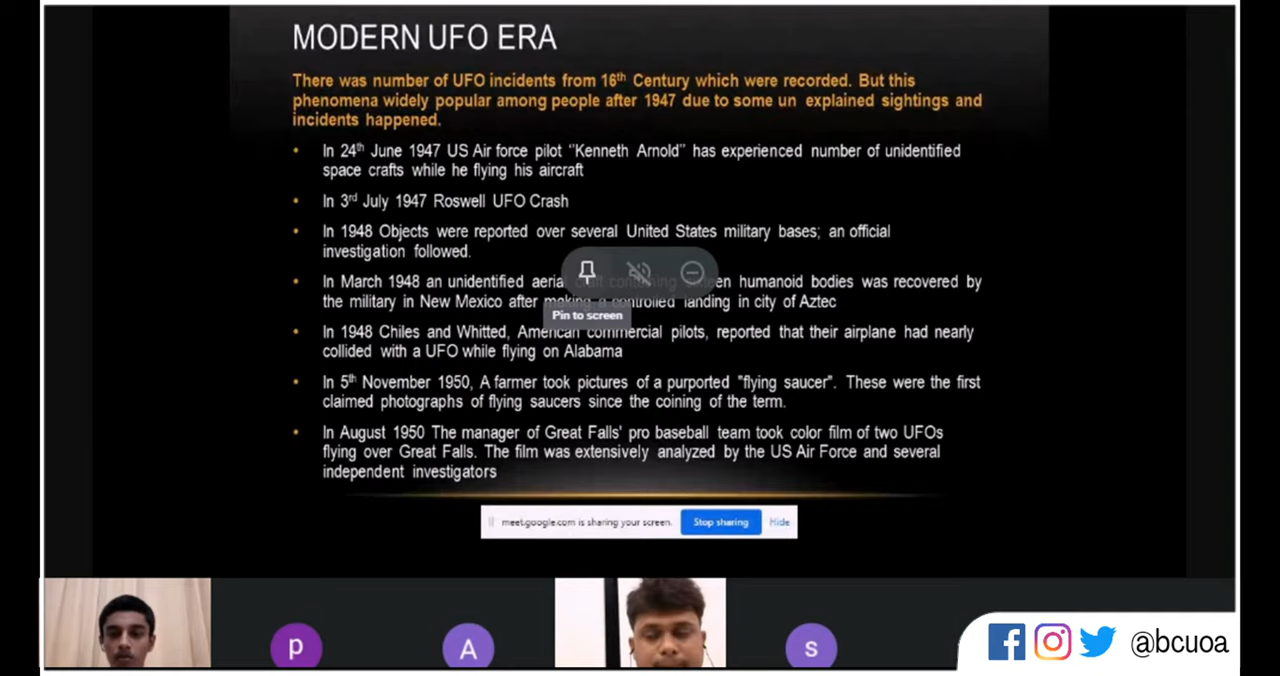 MODERN UFO ERA
There was number of UFO incidents from 16th Century which were recorded. But this
phenomena widely popular among people after 1947 due to some un explained sightings and
incidents happened.
• In 24th June 1947 US Air force pilot "Kenneth Arnold" has experienced number of unidentified
space crafts while he flying his aircraft
• In 3rd July 1947 Roswell UFO Crash
• In 1948 Objects were reported over several United States military bases; an official
investigation followed.
• In March 1948 an unidentified aerial craft containing sixteen humanoid bodies was recovered by
the military in New Mexico after making a controlled landing in city of Aztec
Pin to screen
• In 1948 Chiles and Whitted, American commercial pilots, reported that their airplane had nearly
collided with a UFO while flying on Alabama
• In 5th November 1950, A farmer took pictures of a purported "flying saucer". These were the first
claimed photographs of flying saucers since the coining of the term.
• In August 1950 The manager of Great Falls' pro baseball team took color film of two UFOs
flying over Great Falls. The film was extensively analyzed by the US Air Force and several
independent investigators
meet.google.com is sharing your screen. Stop sharing Hide
p A s
@bcuoa